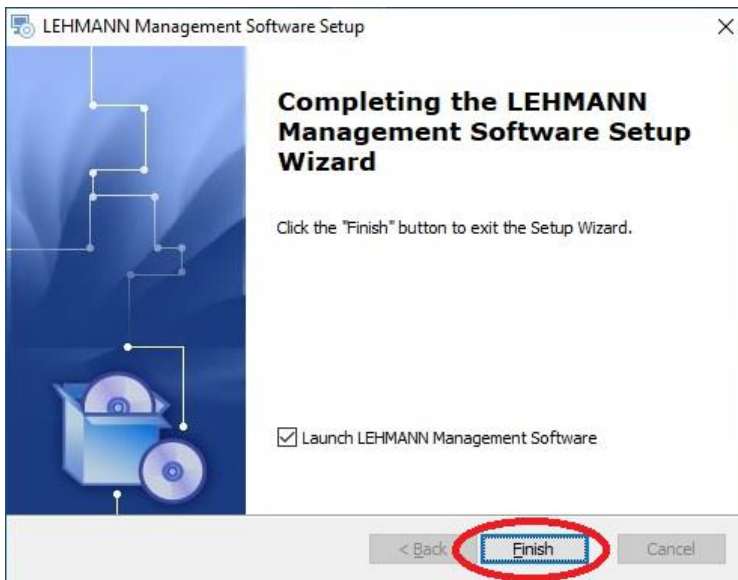 LEHMANN Management Software Setup
Completing the LEHMANN
Management Software Setup
Wizard
Click the "Finish" button to exit the Setup Wizard.
Launch LEHMANN Management Software
< Back
Finish
Cancel